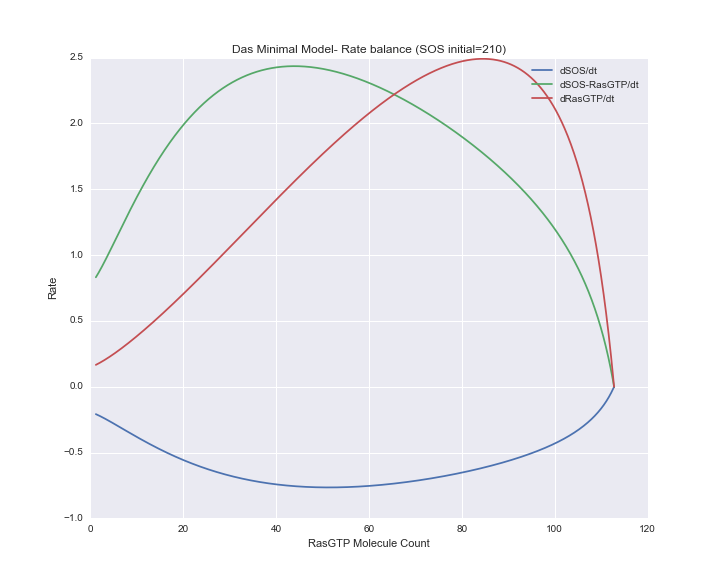 Das Minimal Model- Rate balance (SOS initial=210)
2.5
2.0
1.5
1.0
0.5
0.0
−0.5
−1.0
Rate
dSOS/dt
dSOS-RasGTP/dt
dRasGTP/dt
0 20 40 60 80 100 120
RasGTP Molecule Count